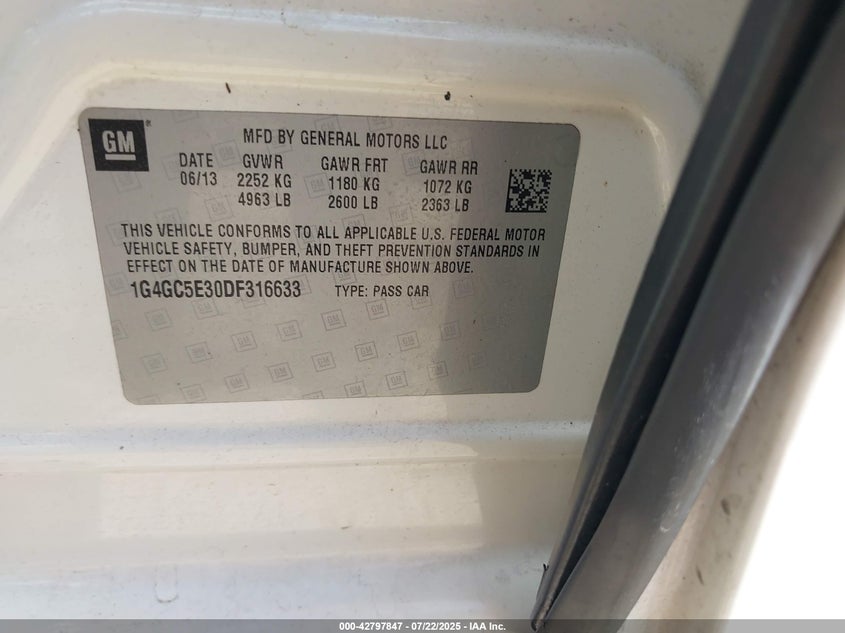 GM
MFD BY GENERAL MOTORS LLC
DATE GVWR GAWR FRT GAWR RR
06/13 2252 KG 1180 KG 1072 KG
4963 LB 2600 LB 2363 LB
THIS VEHICLE CONFORMS TO ALL APPLICABLE U.S. FEDERAL MOTOR
VEHICLE SAFETY, BUMPER, AND THEFT PREVENTION STANDARDS IN
EFFECT ON THE DATE OF MANUFACTURE SHOWN ABOVE.
1G4GC5E30DF316633 TYPE: PASS CAR
000-42797847 - 07/22/2025 - IAA Inc.